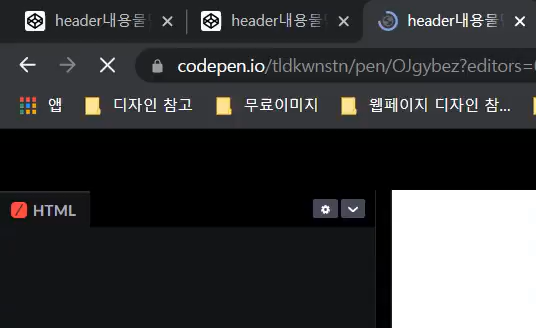 header내용물 header내용물 header내용물
codepen.io/tldkwnstn/pen/OJgybez?editors=
앱 디자인 참고 무료이미지 웹페이지 디자인 참...
HTML